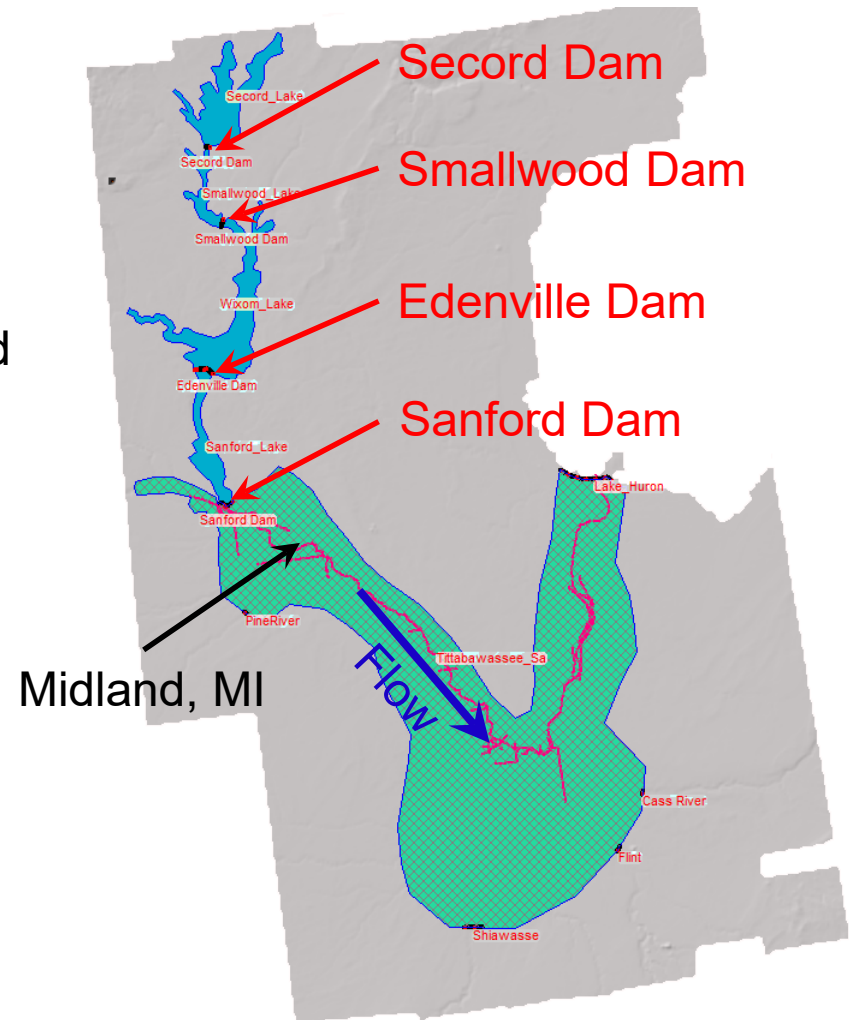 Secord Dam
Secord_Lake
Secord Dam
Smallwood Dam
Smallwood_Lake
Smallwood Dam
Edenville Dam
Wixom_Lake
d
Edenville Dam
Sanford Dam
Sanford_Lake
Lake_Huron
Sanford Dam
PineRiver
Tittabawassee_Sa
Flow
Midland, MI
Cass River
Flint
Shiawasse